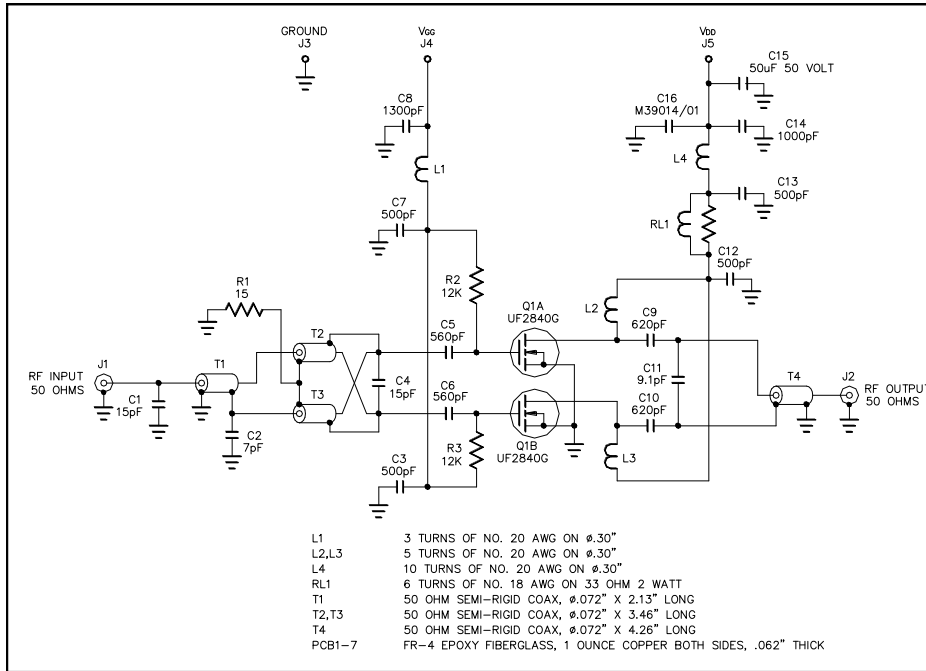 GROUND
J3
VGG
J4
VDD
J5
C15
50uF 50 VOLT
C8
1300pF
C16
M39014/01
C14
1000pF
L1
L4
C13
500pF
C7
500pF
RL1
C12
500pF
R1
15
R2
12K
Q1A
UF2840G
L2
C9
620pF
T2
C5
560pF
J1
T1
RF INPUT
50 OHMS
C1
15pF
T3
C4
15pF
C6
560pF
C11
9.1pF
T4
J2
RF OUTPUT
50 OHMS
C10
620pF
C2
7pF
R3
12K
Q1B
UF2840G
L3
C3
500pF
L1 3 TURNS OF NO. 20 AWG ON ø.30"
L2,L3 5 TURNS OF NO. 20 AWG ON ø.30"
L4 10 TURNS OF NO. 20 AWG ON ø.30"
RL1 6 TURNS OF NO. 18 AWG ON 33 OHM 2 WATT
T1 50 OHM SEMI-RIGID COAX, ø.072" X 2.13" LONG
T2,T3 50 OHM SEMI-RIGID COAX, ø.072" X 3.46" LONG
T4 50 OHM SEMI-RIGID COAX, ø.072" X 4.26" LONG
PCB1-7 FR-4 EPOXY FIBERGLASS, 1 OUNCE COPPER BOTH SIDES, .062" THICK